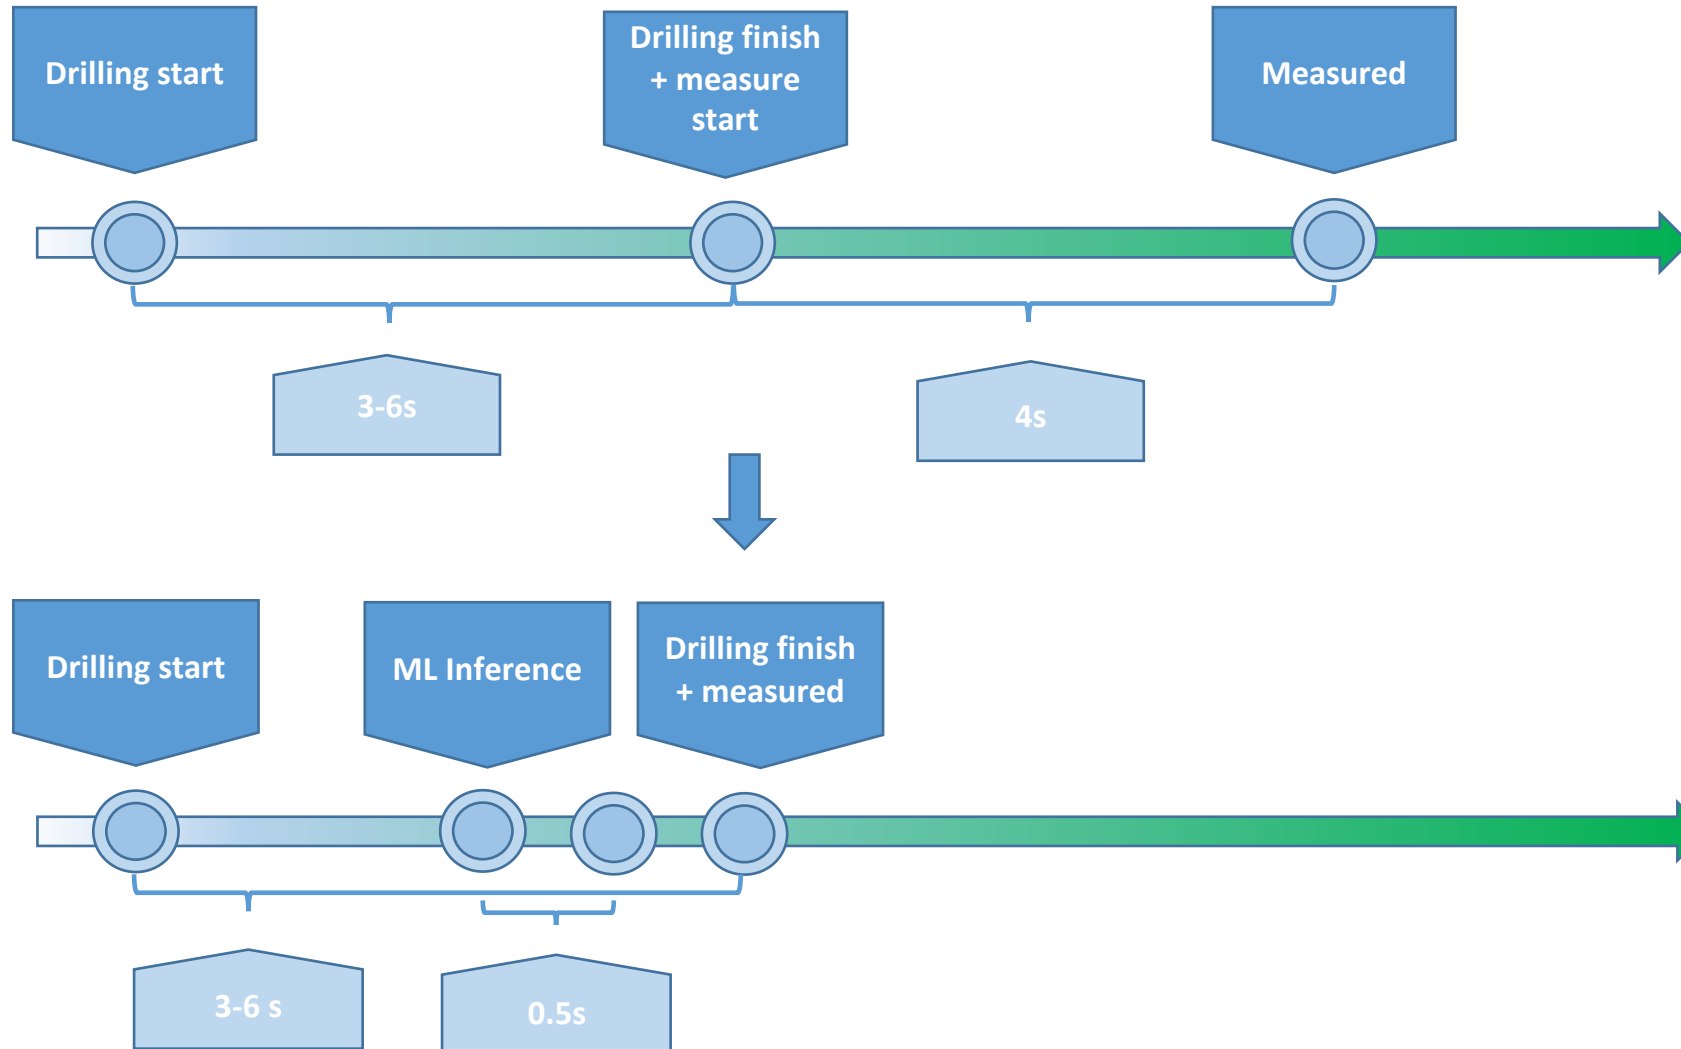 Drilling start
Drilling finish
+ measure
start
Measured
3-6s
4s
Drilling start
ML Inference
Drilling finish
+ measured
3-6 s
0.5s